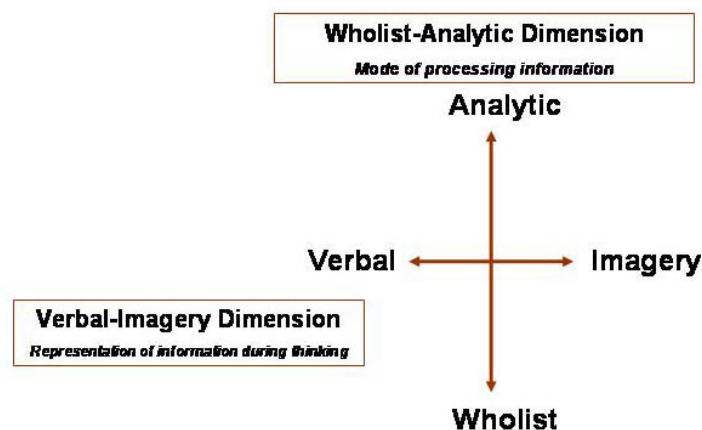 Wholist-Analytic Dimension
Mode of processing information
Analytic
Verbal
Imagery
Verbal-Imagery Dimension
Representation of information during thinking
Wholist